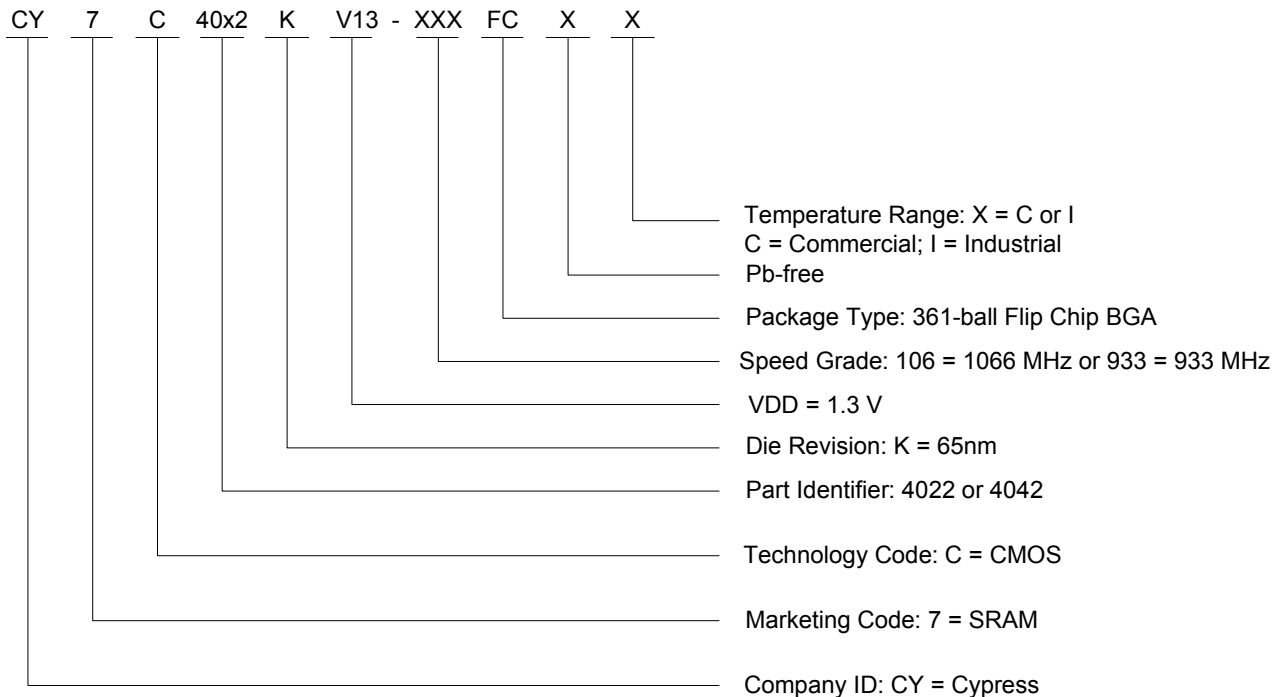 CY 7 C 40x2 K V13 - XXX FC X X
Temperature Range: X = C or I
C = Commercial; I = Industrial
Pb-free
Package Type: 361-ball Flip Chip BGA
Speed Grade: 106 = 1066 MHz or 933 = 933 MHz
VDD = 1.3 V
Die Revision: K = 65nm
Part Identifier: 4022 or 4042
Technology Code: C = CMOS
Marketing Code: 7 = SRAM
Company ID: CY = Cypress